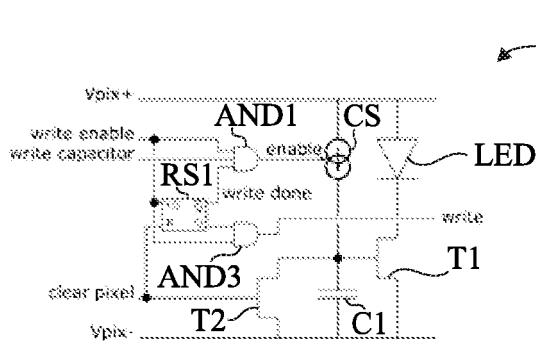 Vpix+
AND1
write enable
enable
CS
write capacitor
LED
RS1
write done
write
AND3
T1
clear pixel
T2
C1
Vpix-